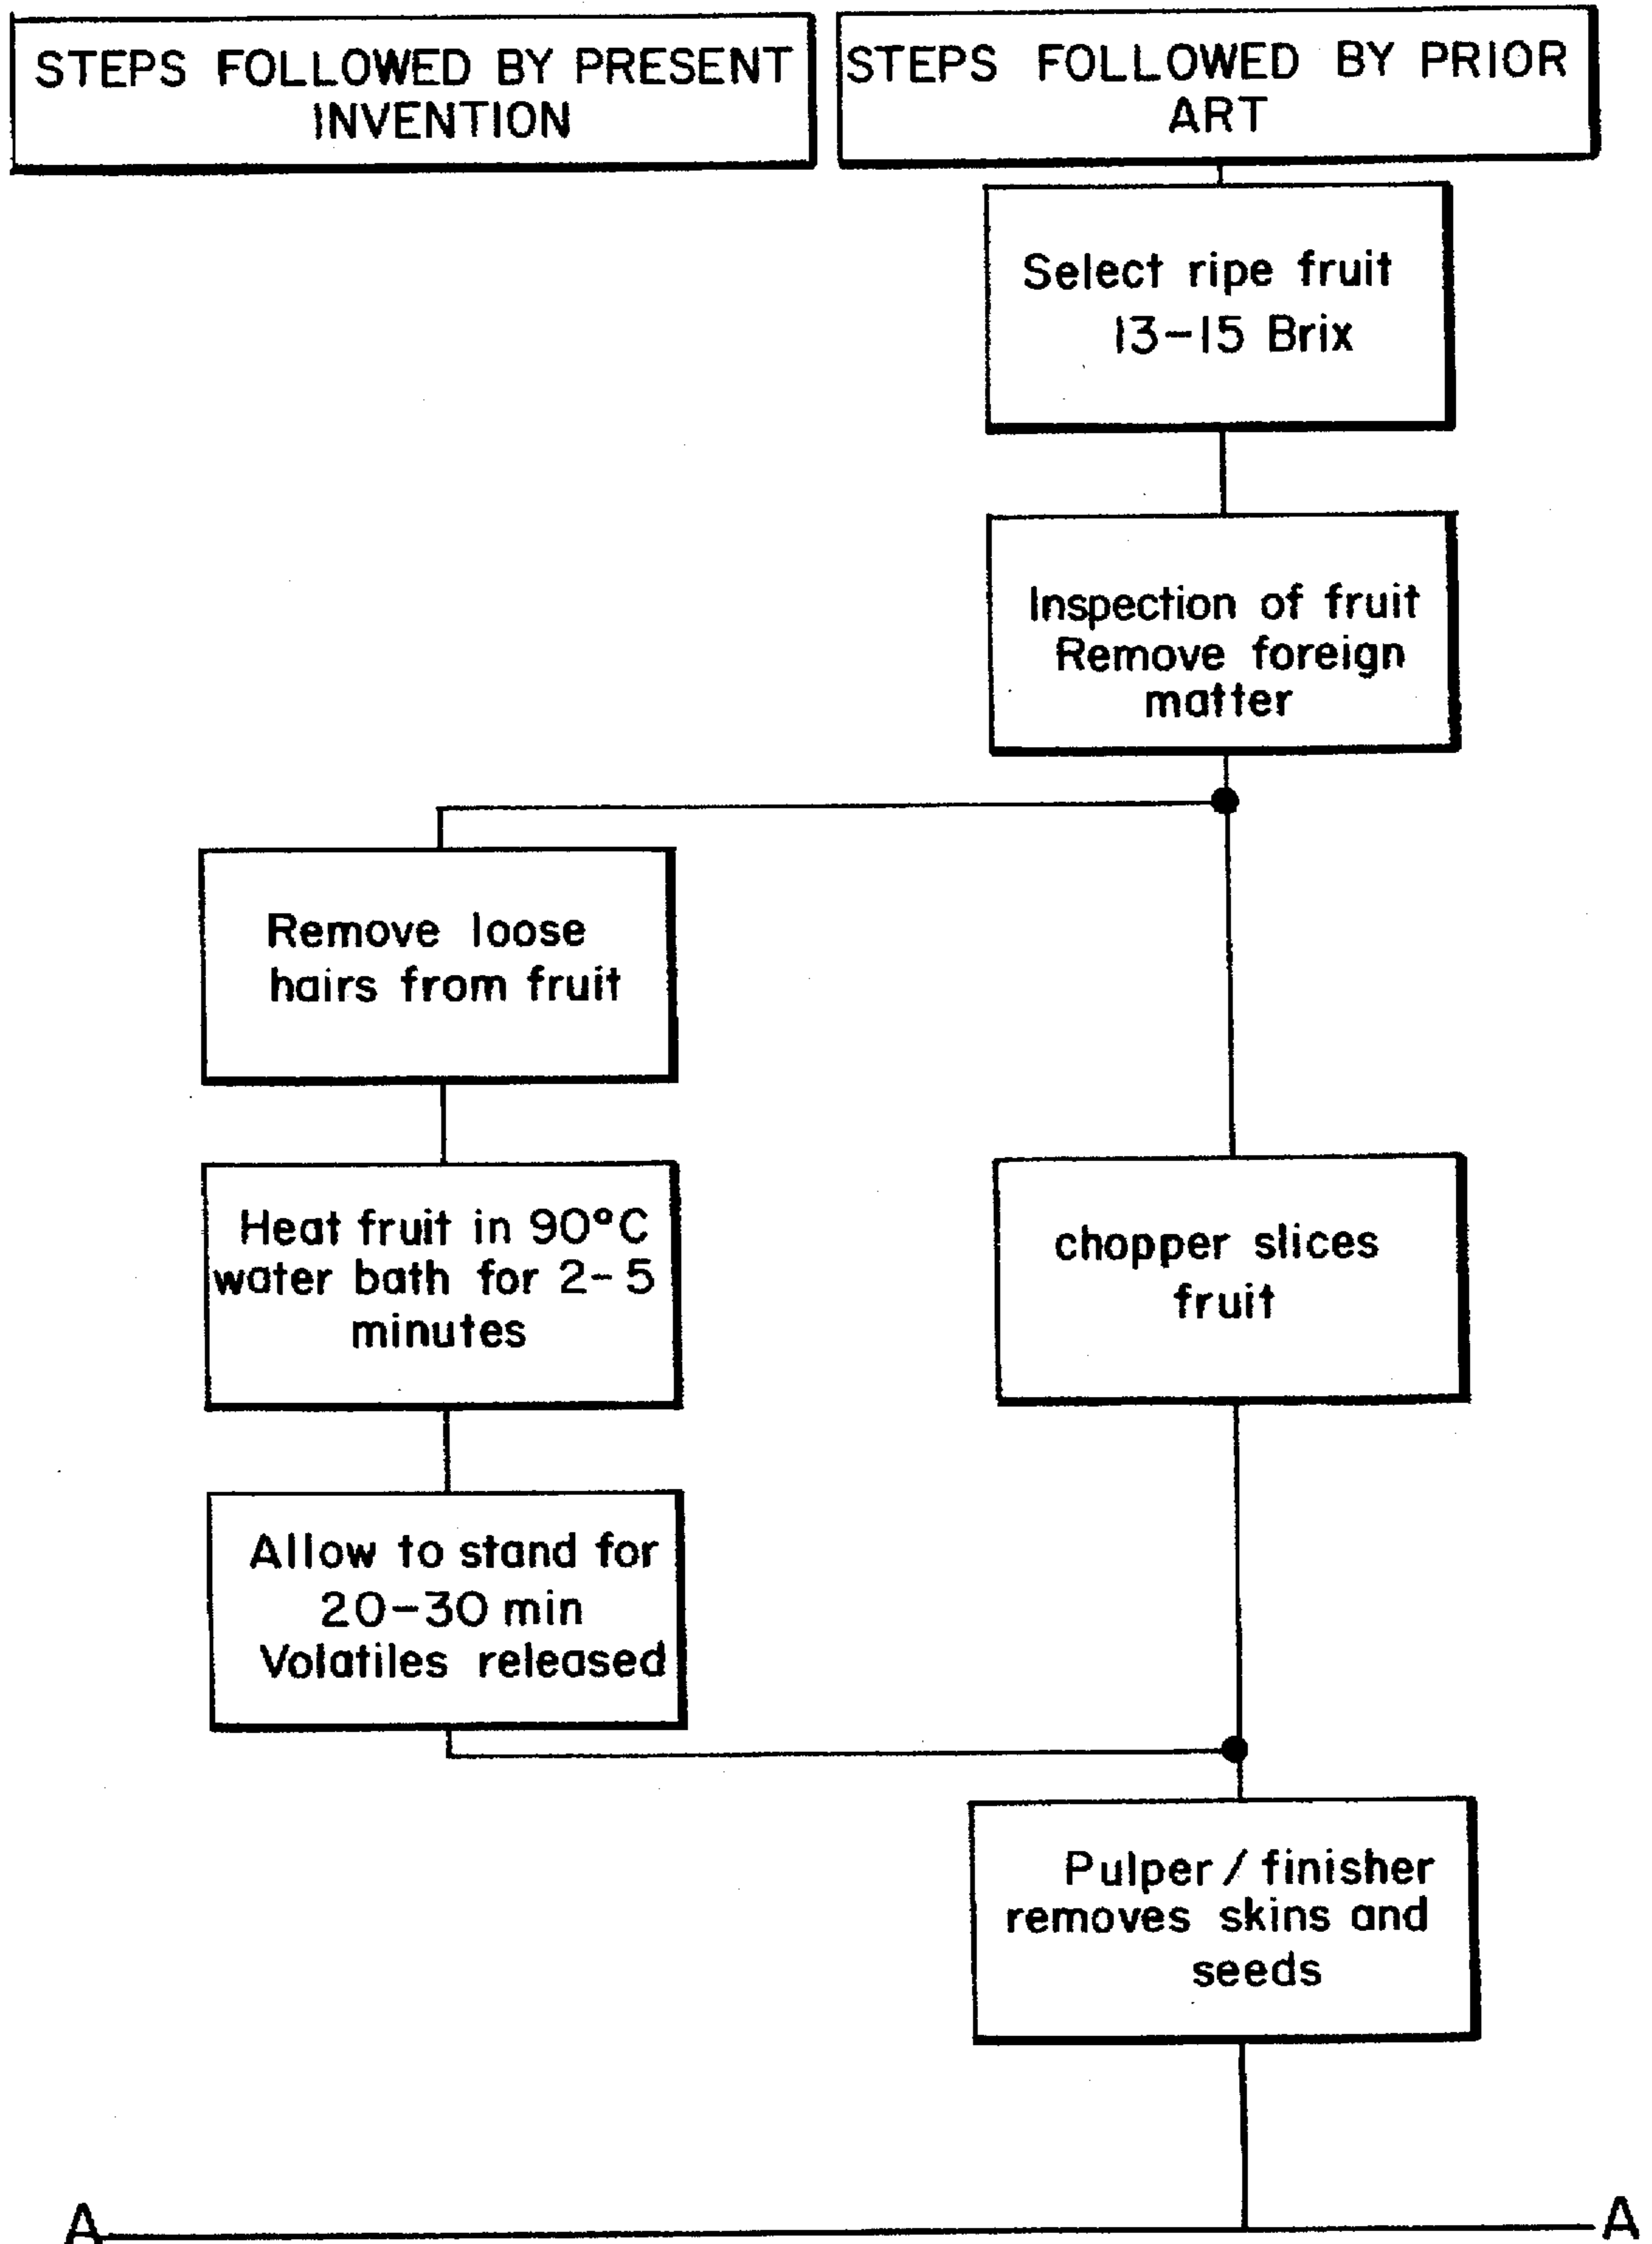 STEPS FOLLOWED BY PRESENT
INVENTION
STEPS FOLLOWED BY PRIOR
ART
Select ripe fruit
13-15 Brix
Inspection of fruit
Remove foreign
matter
Remove loose
hairs from fruit
Heat fruit in 90°C
water bath for 2-5
minutes
chopper slices
fruit
Allow to stand for
20-30 min
Volatiles released
Pulper / finisher
removes skins and
seeds
A
A